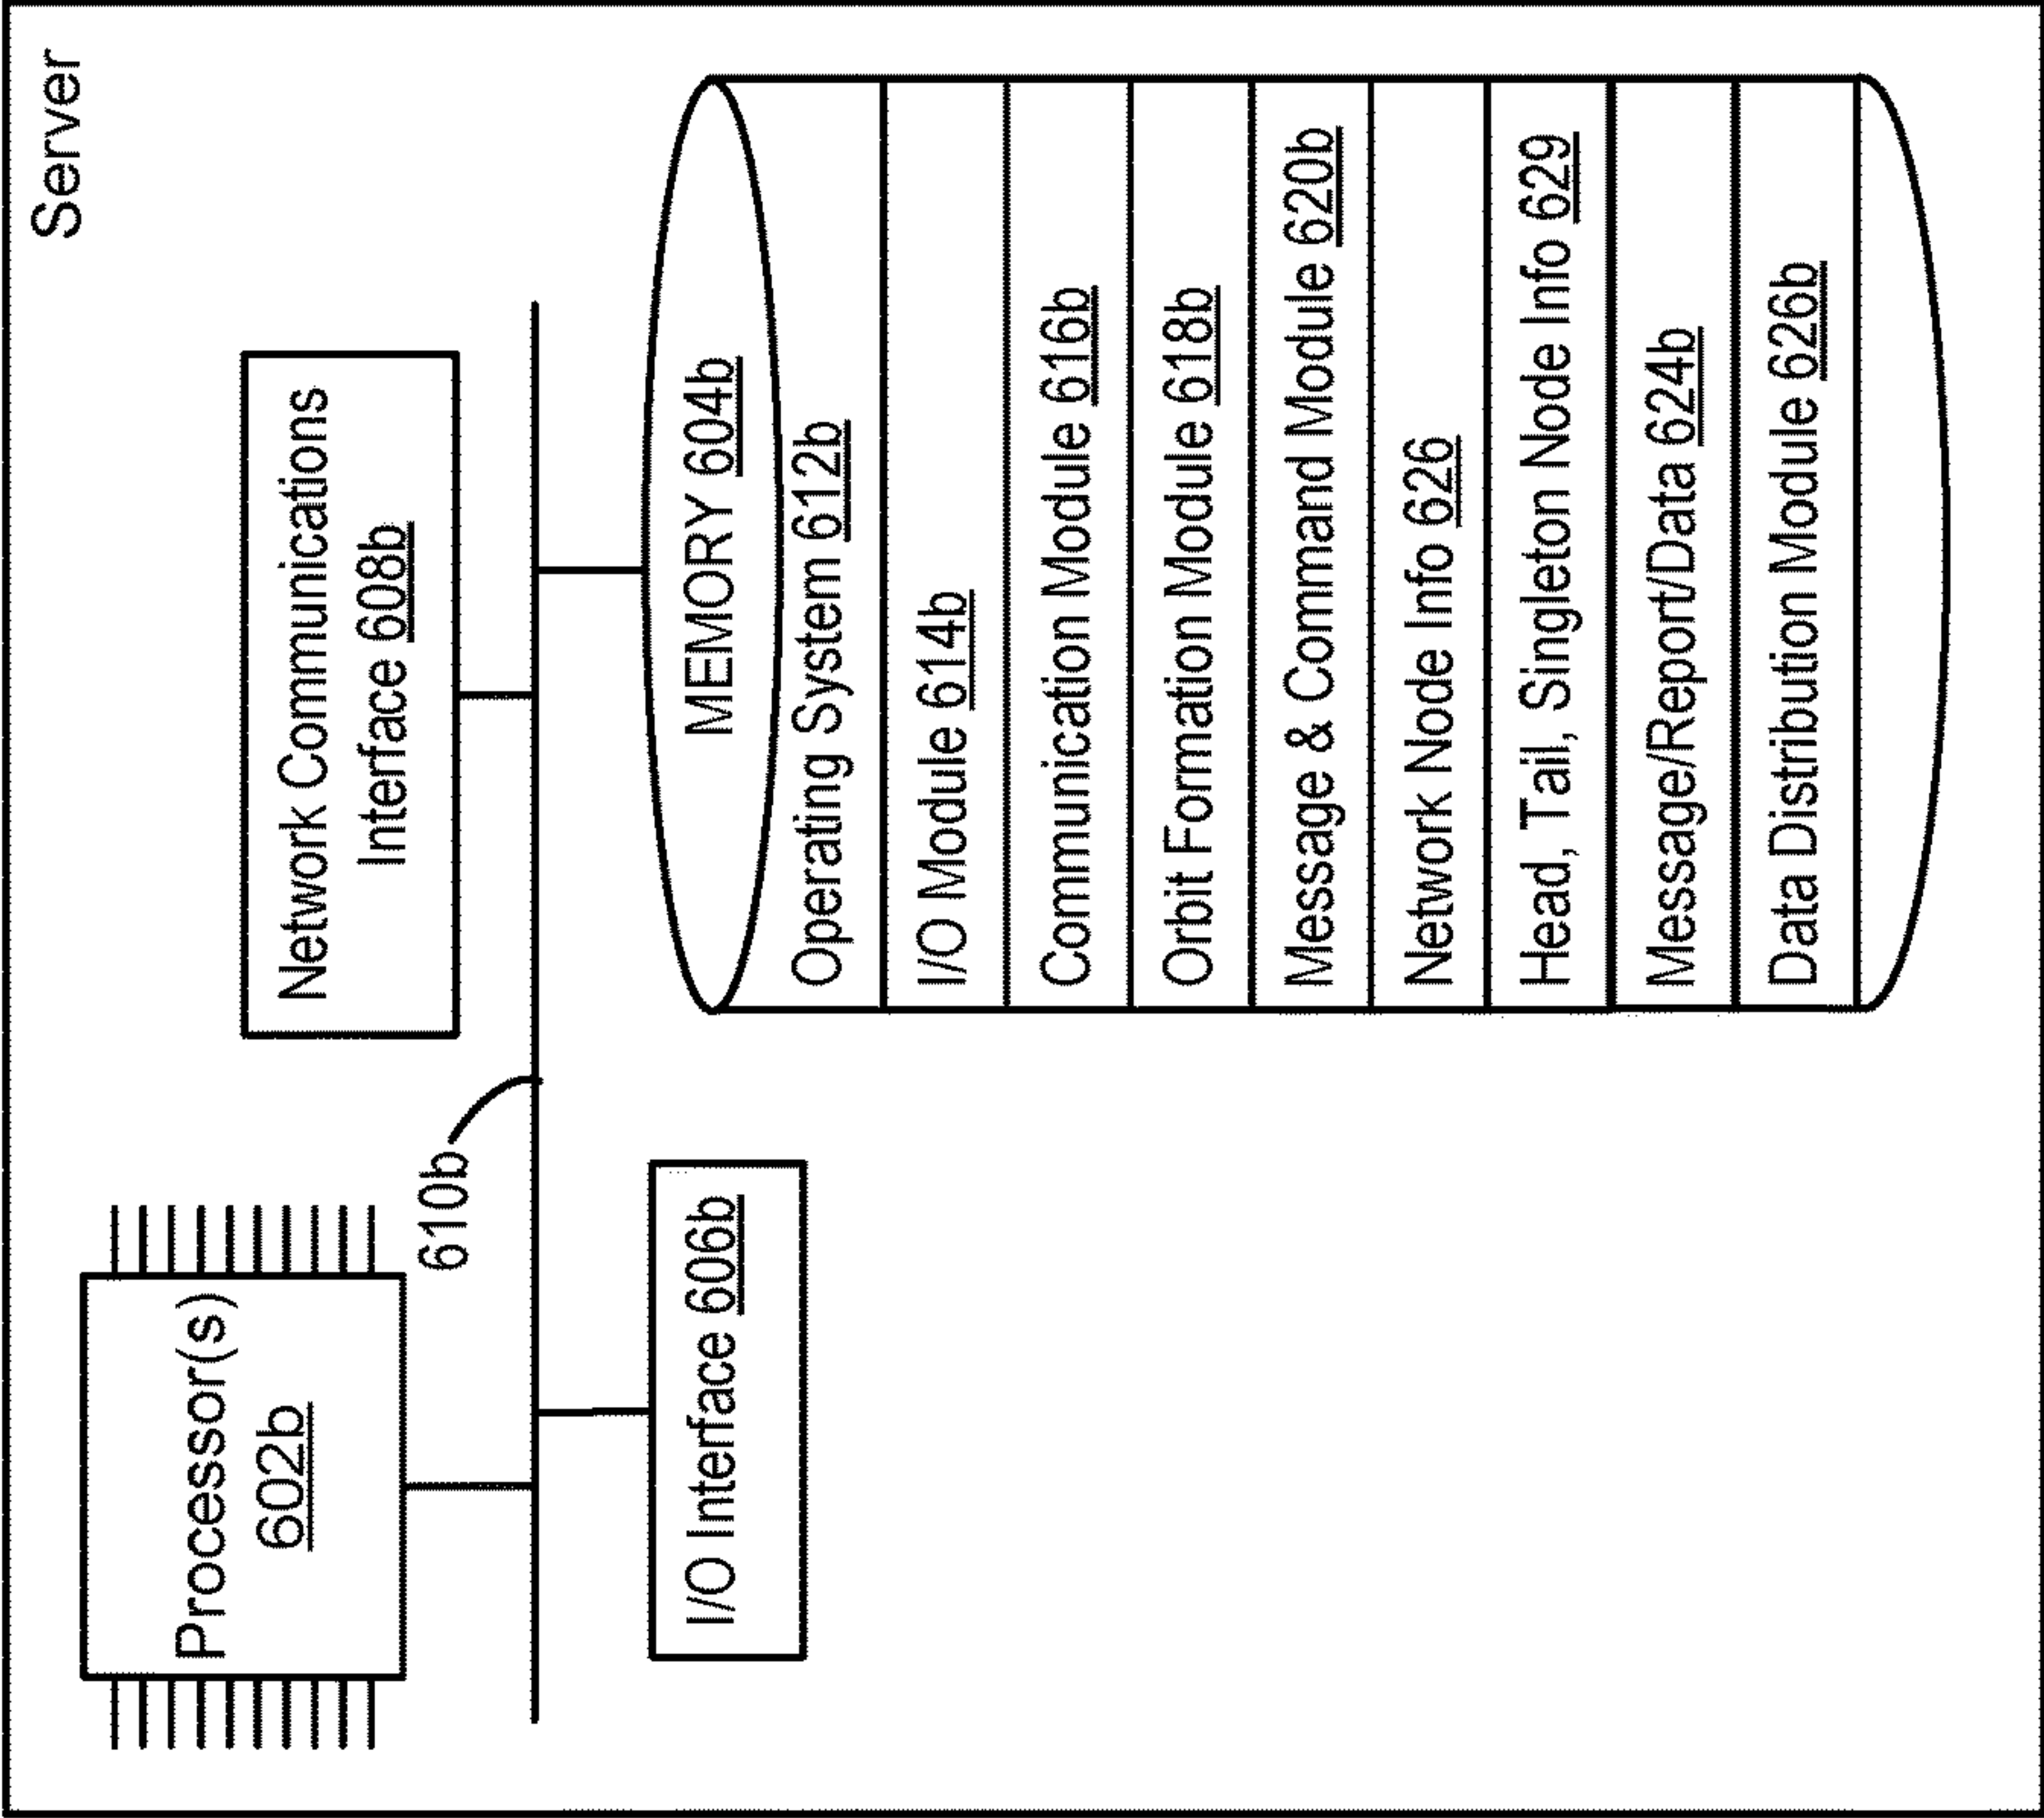 Server
Processor(s)
602b
Network Communications
Interface 608b
610b
I/O Interface 606b
MEMORY 604b
Operating System 612b
I/O Module 614b
Communication Module 616b
Orbit Formation Module 618b
Message & Command Module 620b
Network Node Info 626
Head, Tail, Singleton Node Info 629
Message/Report/Data 624b
Data Distribution Module 626b